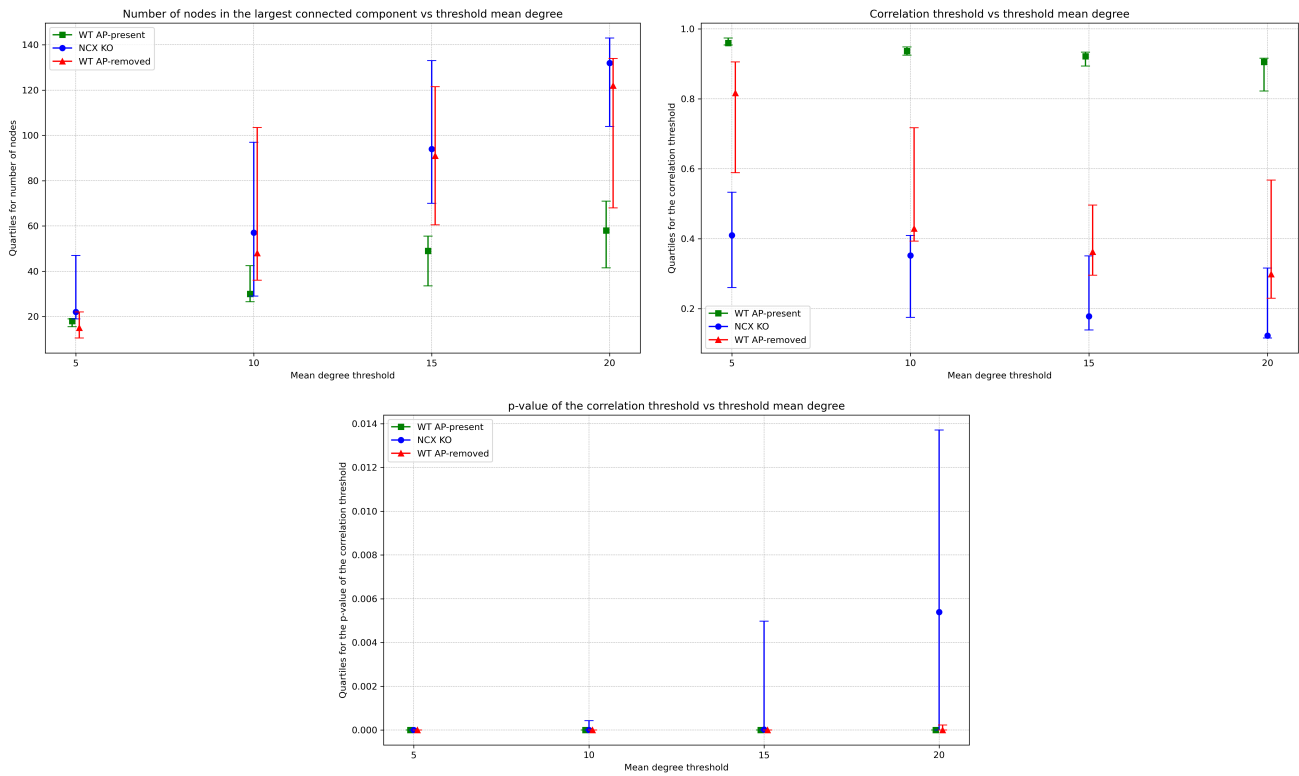 Number of nodes in the largest connected component vs threshold mean degree
WT AP-present
NCX KO
WT AP-removed
Quartiles for number of nodes
140
120
100
80
60
40
20
5
10
15
20
Mean degree threshold
Correlation threshold vs threshold mean degree
Quartiles for the correlation threshold
1.0
0.8
0.6
0.4
0.2
WT AP-present
NCX KO
WT AP-removed
5
10
15
20
Mean degree threshold
p-value of the correlation threshold vs threshold mean degree
WT AP-present
NCX KO
WT AP-removed
Quartiles for the p-value of the correlation threshold
0.014
0.012
0.010
0.008
0.006
0.004
0.002
0.000
5
10
15
20
Mean degree threshold